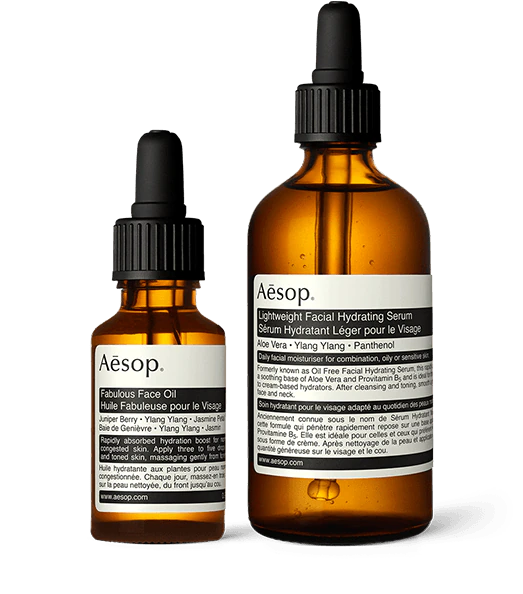 Aēsop.
Fabulous Face Oil
Huile Fabuleuse pour le Visage
Juniper Berry • Ylang Ylang • Jasmine
Baie de Genièvre • Ylang Ylang • Jasmin
Rapidly absorbed hydration boost for
congested skin. Apply three to five
and toned skin, massaging gently from
Huile hydratante aux plantes pour peau
congestionnée. Chaque jour, massez-en
sur la peau nettoyée, du front jusqu'au cou.
www.aesop.com
Aēsop.
Lightweight Facial Hydrating Serum
Sérum Hydratant Léger pour le Visage
Aloe Vera • Ylang Ylang • Panthenol
Daily facial moisturiser for combination, oily or sensitive skin
Formerly known as Oil Free Facial Hydrating Serum, this
a soothing base of Aloe Vera and Provitamin B5 and is ideal
to cream-based hydrators. After cleansing and toning, smooth
face and neck.
Soin hydratant pour le visage adapté au quotidien des peaux
Anciennement connue sous le nom de Sérum Hydratant
cette formule qui pénètre rapidement repose sur une base
Provitamine B5. Elle est idéale pour celles et ceux qui
sous forme de crème. Après nettoyage de la peau et
quantité généreuse sur le visage et le cou.
www.aesop.com